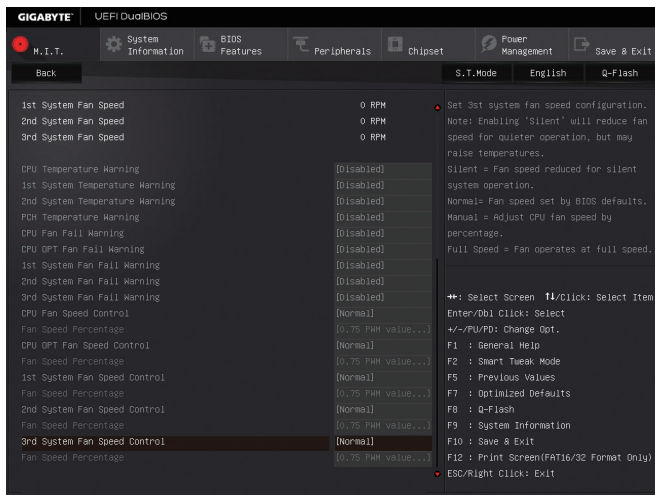 GIGABYTE™ UEFI DualBIOS
M.I.T.
System Information
BIOS Features
Peripherals
Chipset
Power Management
Save & Exit
Back
S.T.Mode English Q-Flash
1st System Fan Speed 0 RPM
2nd System Fan Speed 0 RPM
3rd System Fan Speed 0 RPM
CPU Temperature Warning [Disabled]
1st System Temperature Warning [Disabled]
2nd System Temperature Warning [Disabled]
PCH Temperature Warning [Disabled]
CPU Fan Fail Warning [Disabled]
CPU OPT Fan Fail Warning [Disabled]
1st System Fan Fail Warning [Disabled]
2nd System Fan Fail Warning [Disabled]
3rd System Fan Fail Warning [Disabled]
CPU Fan Speed Control [Normal]
Fan Speed Percentage [0.75 PWM value...]
CPU OPT Fan Speed Control [Normal]
Fan Speed Percentage [0.75 PWM value...]
1st System Fan Speed Control [Normal]
Fan Speed Percentage [0.75 PWM value...]
2nd System Fan Speed Control [Normal]
Fan Speed Percentage [0.75 PWM value...]
3rd System Fan Speed Control [Normal]
Fan Speed Percentage [0.75 PWM value...]
Set 3st system fan speed configuration.
Note: Enabling 'Silent' will reduce fan
speed for quieter operation, but may
raise temperatures.
Silent = Fan speed reduced for silent
system operation.
Normal= Fan speed set by BIOS defaults.
Manual = Adjust CPU fan speed by
percentage.
Full Speed = Fan operates at full speed.
→←: Select Screen ↑↓/Click: Select Item
Enter/Dbl Click: Select
+/-/PU/PD: Change Opt.
F1 : General Help
F2 : Smart Tweak Mode
F5 : Previous Values
F7 : Optimized Defaults
F8 : Q-Flash
F9 : System Information
F10 : Save & Exit
F12 : Print Screen(FAT16/32 Format Only)
ESC/Right Click: Exit